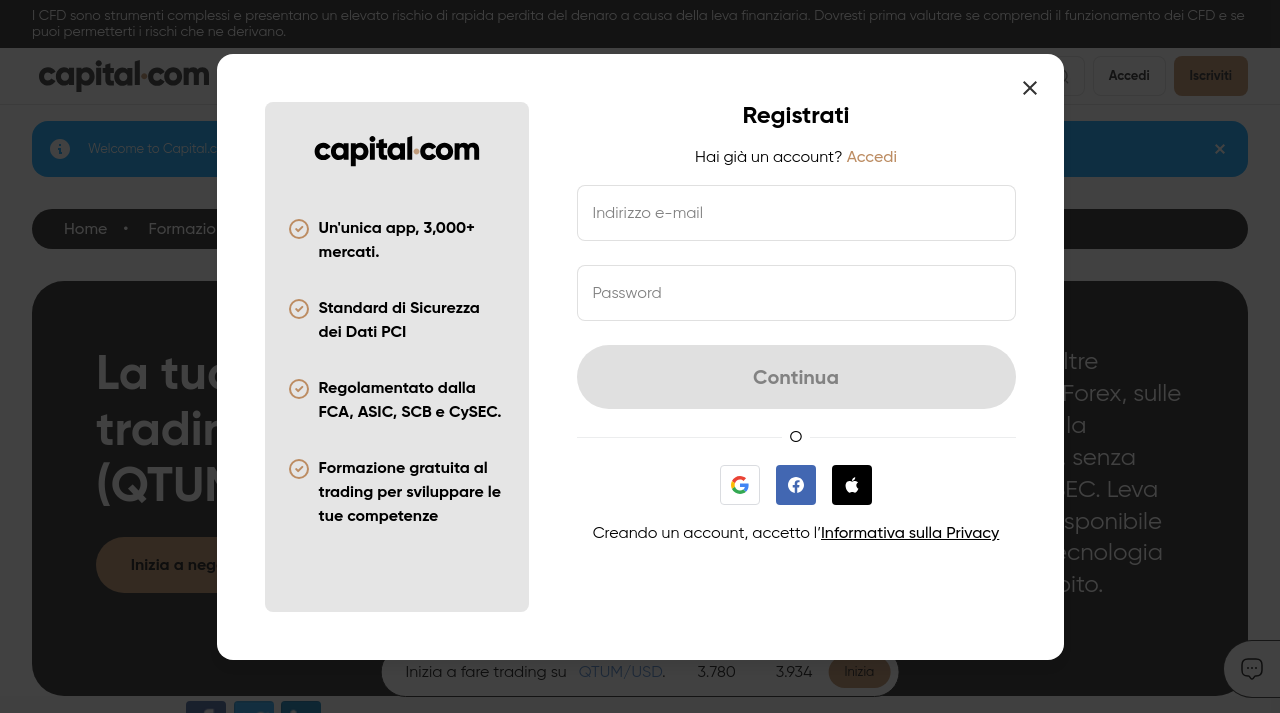 I CFD sono strumenti complessi e presentano un elevato rischio di rapida perdita del denaro a causa della leva finanziaria. Dovresti prima valutare se comprendi il funzionamento dei CFD e se
puoi permetterti i rischi che ne derivano.
capital.com
Accedi
Iscriviti
Welcome to Capital.c
Home • Formazio
Registrati
Hai già un account? Accedi
Indirizzo e-mail
Password
Continua
O
Creando un account, accetto l’Informativa sulla Privacy
capital.com
Un'unica app, 3,000+
mercati.
Standard di Sicurezza
dei Dati PCI
Regolamentato dalla
FCA, ASIC, SCB e CySEC.
Formazione gratuita al
trading per sviluppare le
tue competenze
La tu
tradin
(QTUM
Inizia a neg
ltre
Forex, sulle
la
senza
SEC. Leva
sponibile
ecnologia
bito.
Inizia a fare trading su QTUM/USD. 3.780 3.934 Inizia